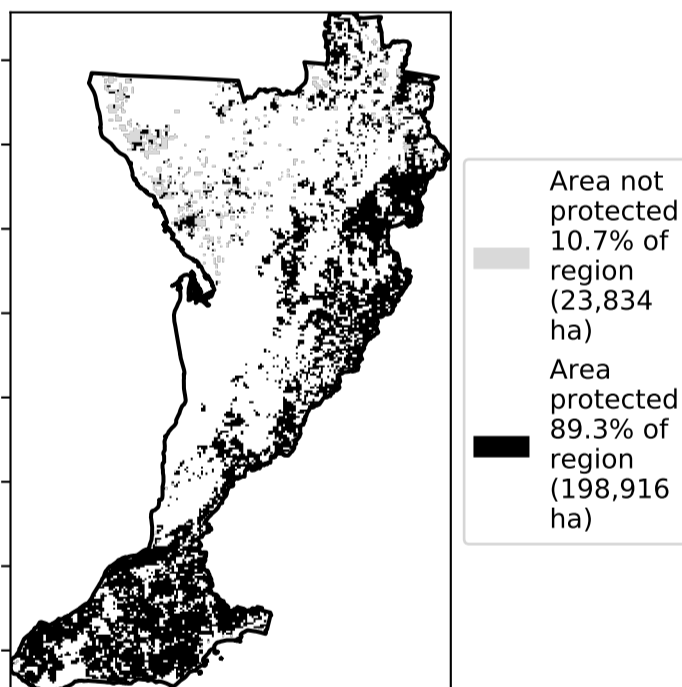 Area not
protected
10.7% of
region
(23,834
ha)
Area
protected
89.3% of
region
(198,916
ha)